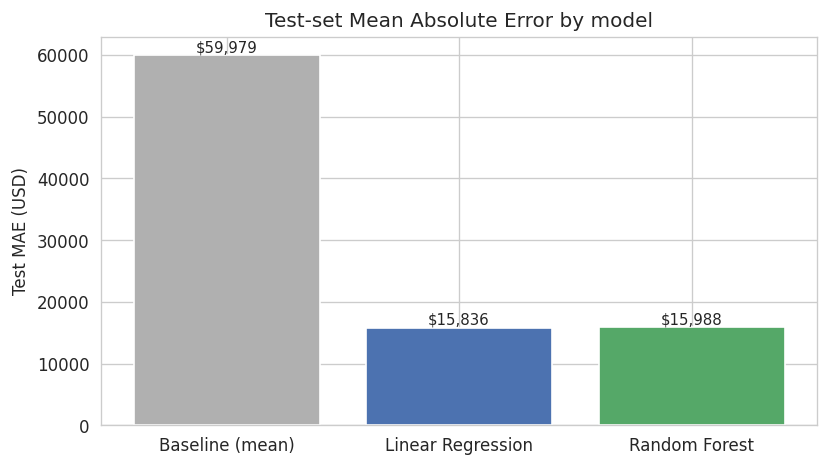 Test-set Mean Absolute Error by model
Test MAE (USD)
60000
50000
40000
30000
20000
10000
0
$59,979
$15,836
$15,988
Baseline (mean)
Linear Regression
Random Forest